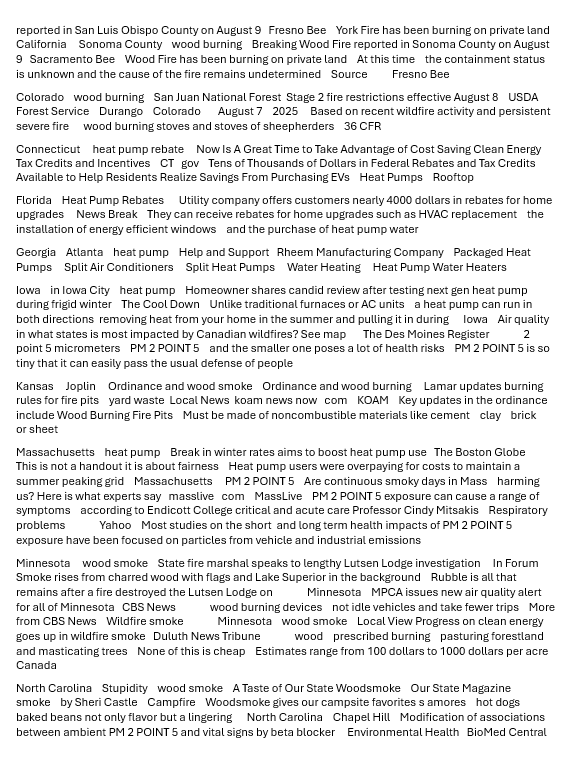 reported in San Luis Obispo County on August 9 Fresno Bee York Fire has been burning on private land
California Sonoma County wood burning Breaking Wood Fire reported in Sonoma County on August
9 Sacramento Bee Wood Fire has been burning on private land At this time the containment status
is unknown and the cause of the fire remains undetermined Source Fresno Bee
Colorado wood burning San Juan National Forest Stage 2 fire restrictions effective August 8 USDA
Forest Service Durango Colorado August 7 2025 Based on recent wildfire activity and persistent
severe fire wood burning stoves and stoves of sheepherders 36 CFR
Connecticut heat pump rebate Now Is A Great Time to Take Advantage of Cost Saving Clean Energy
Tax Credits and Incentives CT gov Tens of Thousands of Dollars in Federal Rebates and Tax Credits
Available to Help Residents Realize Savings From Purchasing EVs Heat Pumps Rooftop
Florida Heat Pump Rebates Utility company offers customers nearly 4000 dollars in rebates for home
upgrades News Break They can receive rebates for home upgrades such as HVAC replacement the
installation of energy efficient windows and the purchase of heat pump water
Georgia Atlanta heat pump Help and Support Rheem Manufacturing Company Packaged Heat
Pumps Split Air Conditioners Split Heat Pumps Water Heating Heat Pump Water Heaters
Iowa in Iowa City heat pump Homeowner shares candid review after testing next gen heat pump
during frigid winter The Cool Down Unlike traditional furnaces or AC units a heat pump can run in
both directions removing heat from your home in the summer and pulling it in during Iowa Air quality
in what states is most impacted by Canadian wildfires? See map The Des Moines Register 2
point 5 micrometers PM 2 POINT 5 and the smaller one poses a lot of health risks PM 2 POINT 5 is so
tiny that it can easily pass the usual defense of people
Kansas Joplin Ordinance and wood smoke Ordinance and wood burning Lamar updates burning
rules for fire pits yard waste Local News koam news now com KOAM Key updates in the ordinance
include Wood Burning Fire Pits Must be made of noncombustible materials like cement clay brick
or sheet
Massachusetts heat pump Break in winter rates aims to boost heat pump use The Boston Globe
This is not a handout it is about fairness Heat pump users were overpaying for costs to maintain a
summer peaking grid Massachusetts PM 2 POINT 5 Are continuous smoky days in Mass harming
us? Here is what experts say masslive com MassLive PM 2 POINT 5 exposure can cause a range of
symptoms according to Endicott College critical and acute care Professor Cindy Mitsakis Respiratory
problems Yahoo Most studies on the short and long term health impacts of PM 2 POINT 5
exposure have been focused on particles from vehicle and industrial emissions
Minnesota wood smoke State fire marshal speaks to lengthy Lutsen Lodge investigation In Forum
Smoke rises from charred wood with flags and Lake Superior in the background Rubble is all that
remains after a fire destroyed the Lutsen Lodge on Minnesota MPCA issues new air quality alert
for all of Minnesota CBS News wood burning devices not idle vehicles and take fewer trips More
from CBS News Wildfire smoke Minnesota wood smoke Local View Progress on clean energy
goes up in wildfire smoke Duluth News Tribune wood prescribed burning pasturing forestland
and masticating trees None of this is cheap Estimates range from 100 dollars to 1000 dollars per acre
Canada
North Carolina Stupidity wood smoke A Taste of Our State Woodsmoke Our State Magazine
smoke by Sheri Castle Campfire Woodsmoke gives our campsite favorites s amores hot dogs
baked beans not only flavor but a lingering North Carolina Chapel Hill Modification of associations
between ambient PM 2 POINT 5 and vital signs by beta blocker Environmental Health BioMed Central